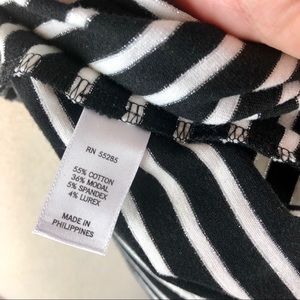 RN 55285
55% COTTON
36% MODAL
5% SPANDEX
4% LUREX
MADE IN
PHILIPPINES